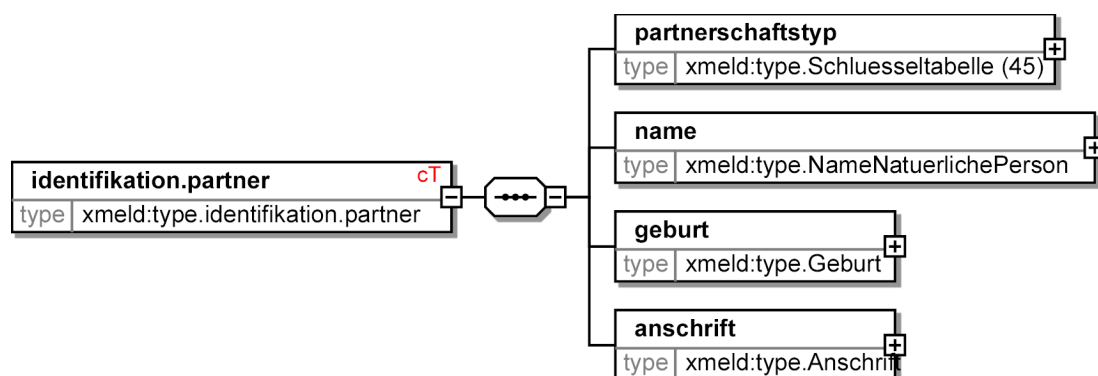 partnerschaftstyp
type xmeld:type.Schluesseltabelle (45)
name
type xmeld:type.NameNatuerlichePerson
identifikation.partner cT
type xmeld:type.identifikation.partner
geburt
type xmeld:type.Geburt
anschrift
type xmeld:type.Anschrift